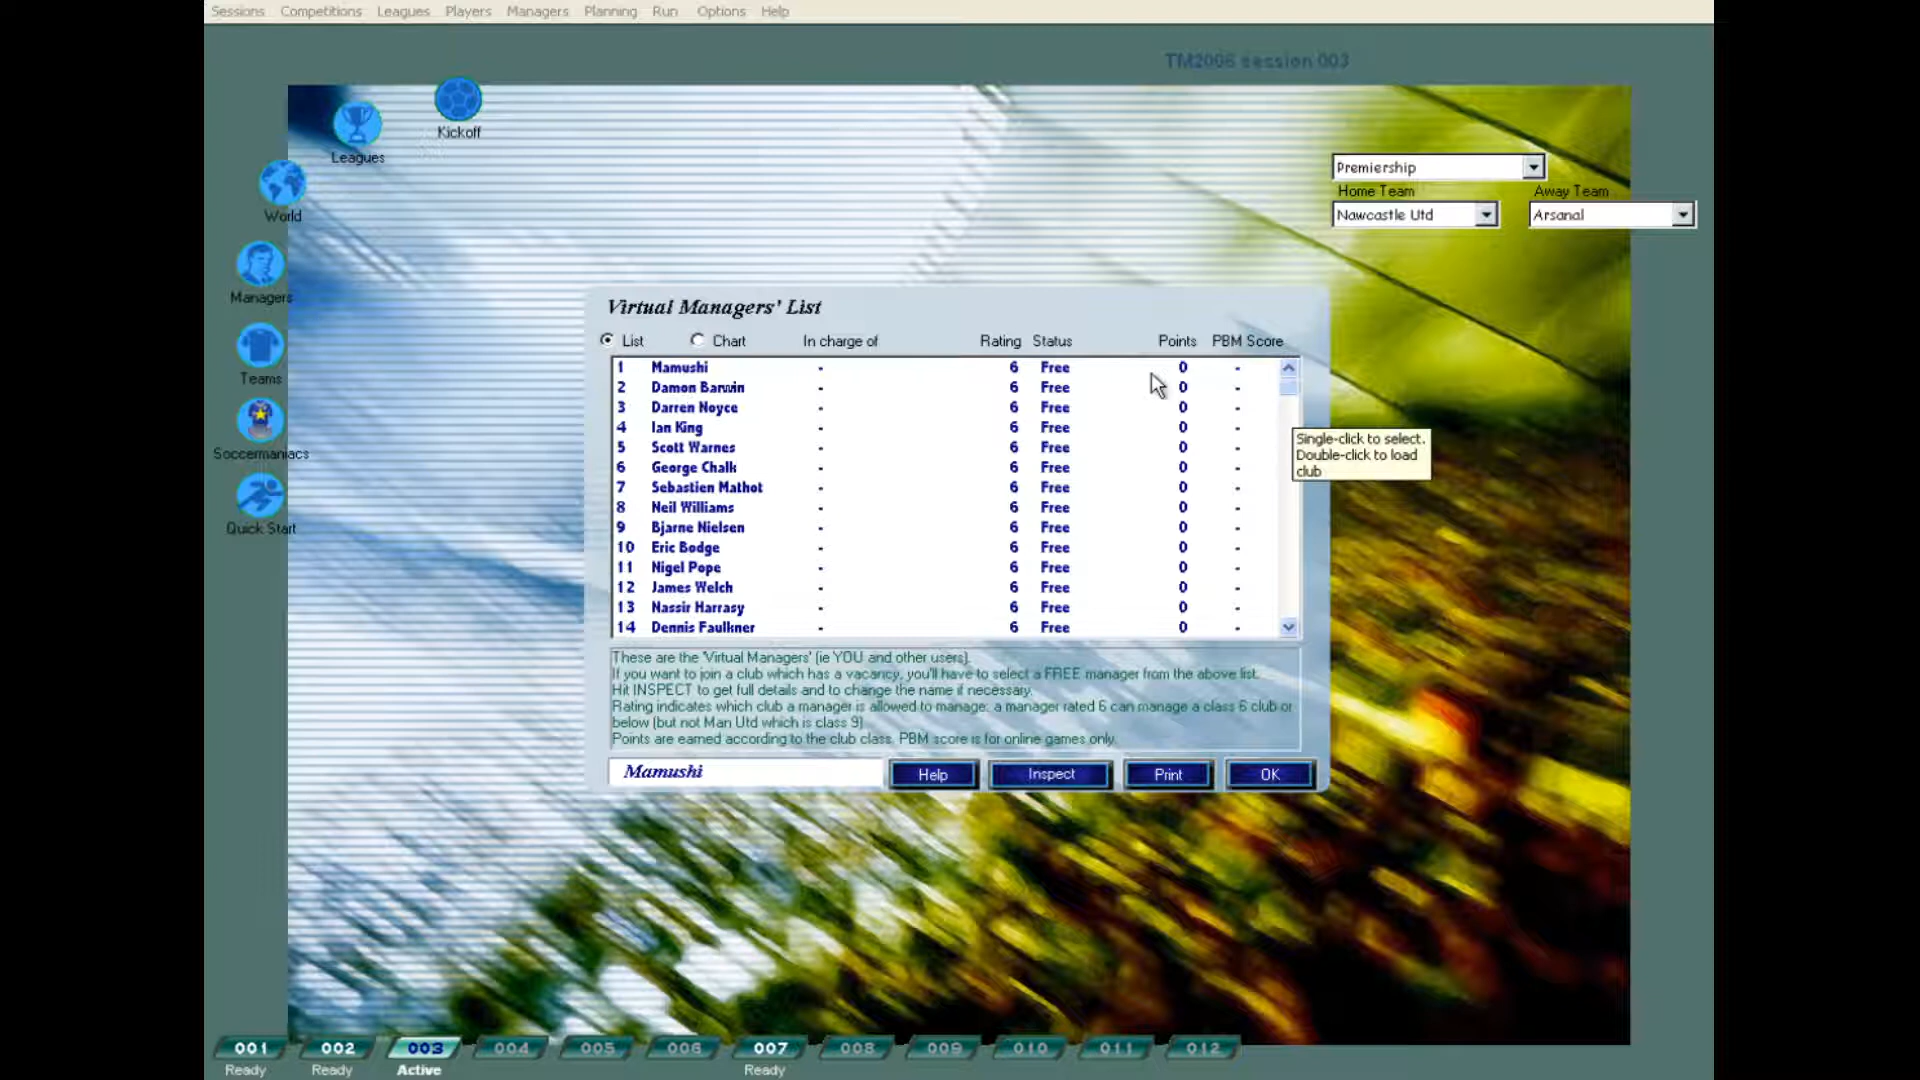 Sessions Competitions Leagues Players Managers Planning Run Options Help
TM2006 session 003
Kickoff
Leagues
World
Managers
Teams
Soccermaniacs
Quick Start
Premiership
Home Team Away Team
Nawcastle Utd Arsanal
Virtual Managers' List
List Chart In charge of Rating Status Points PBM Score
1 Mamushi - 6 Free 0 -
2 Damon Barwin - 6 Free 0 -
3 Darren Noyce - 6 Free 0 -
4 Ian King - 6 Free 0 -
5 Scott Warnes - 6 Free 0 -
6 George Chalk - 6 Free 0 -
7 Sebastien Mathot - 6 Free 0 -
8 Neil Williams - 6 Free 0 -
9 Bjarne Nielsen - 6 Free 0 -
10 Eric Bodge - 6 Free 0 -
11 Nigel Pope - 6 Free 0 -
12 James Welch - 6 Free 0 -
13 Nassir Harrasy - 6 Free 0 -
14 Dennis Faulkner - 6 Free 0 -
Single-click to select.
Double-click to load
club
These are the 'Virtual Managers' (ie YOU and other users).
If you want to join a club which has a vacancy, you'll have to select a FREE manager from the above list.
Hit INSPECT to get full details and to change the name if necessary.
Rating indicates which club a manager is allowed to manage: a manager rated 6 can manage a class 6 club or
below (but not Man Utd which is class 9)
Points are earned according to the club class. PBM score is for online games only.
Mamushi Help Inspect Print OK
001 002 003 004 005 006 007 008 009 010 011 012
Ready Ready Active Ready